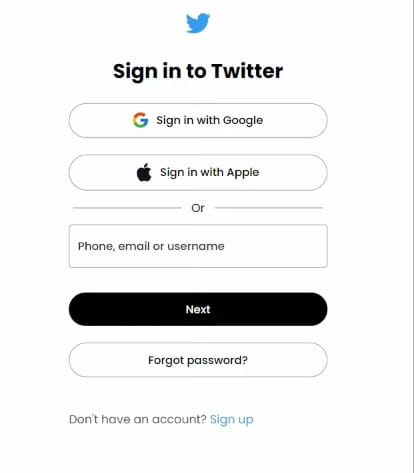 Sign in to Twitter
Sign in with Google
Sign in with Apple
Or
Phone, email or username
Next
Forgot password?
Don't have an account? Sign up